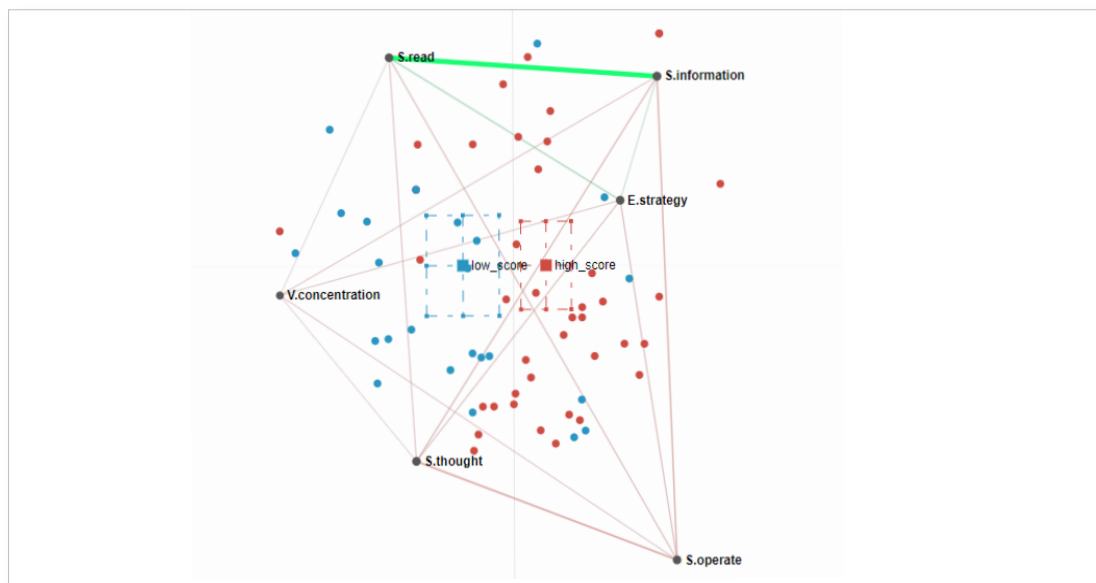 S.read
S.information
E.strategy
low_score
high_score
V.concentration
S.thought
S.operate